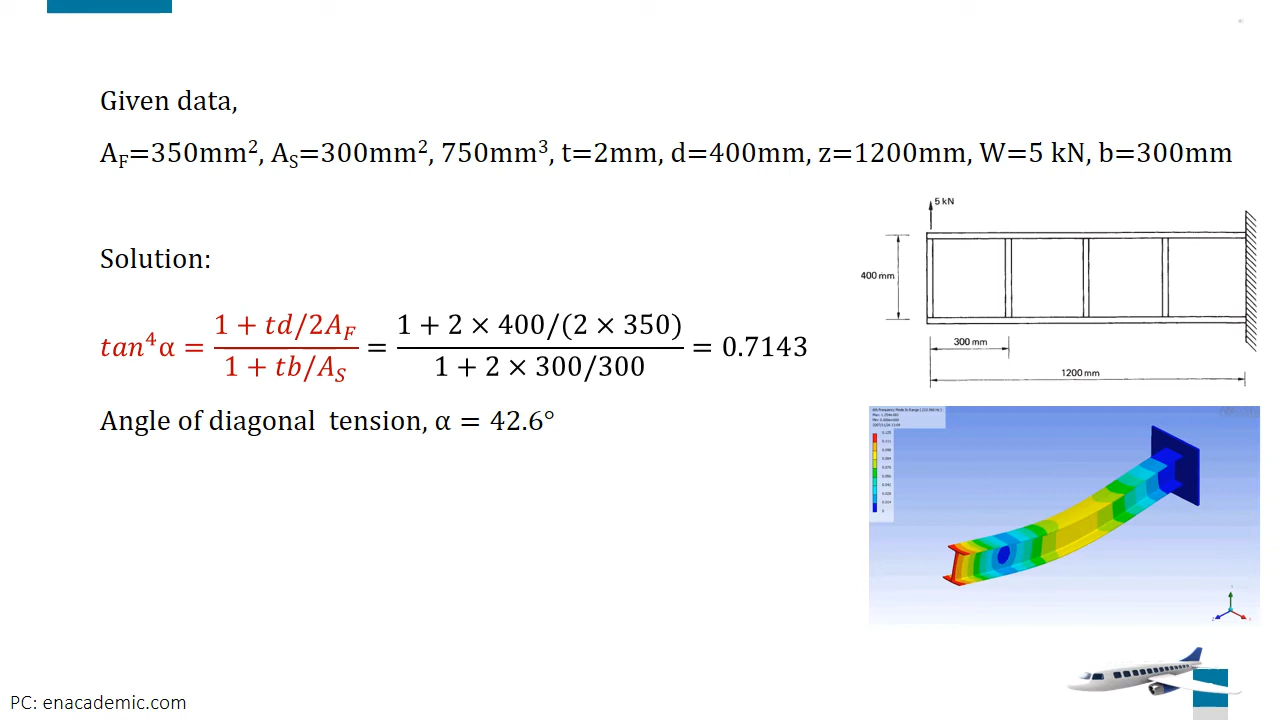 Given data,
A_F=350mm², A_S=300mm², 750mm³, t=2mm, d=400mm, z=1200mm, W=5 kN, b=300mm
5 kN
Solution:
400 mm
tan⁴α = (1 + td/2A_F)/(1 + tb/A_S) = (1 + 2 × 400/(2 × 350))/(1 + 2 × 300/300) = 0.7143
300 mm
1200 mm
Angle of diagonal tension, α = 42.6°
PC: enacademic.com